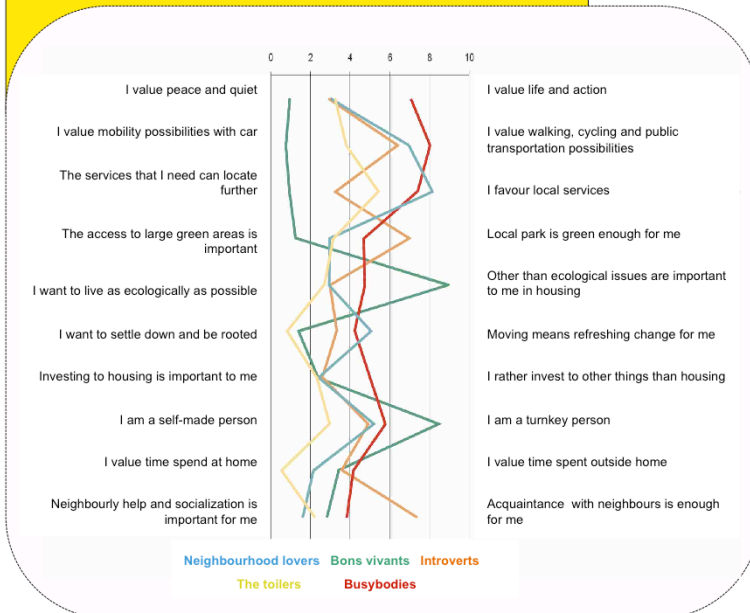 0 2 4 6 8 10
I value peace and quiet
I value life and action
I value mobility possibilities with car
I value walking, cycling and public
transportation possibilities
The services that I need can locate
further
I favour local services
The access to large green areas is
important
Local park is green enough for me
I want to live as ecologically as possible
Other than ecological issues are important
to me in housing
I want to settle down and be rooted
Moving means refreshing change for me
Investing to housing is important to me
I rather invest to other things than housing
I am a self-made person
I am a turnkey person
I value time spend at home
I value time spent outside home
Neighbourly help and socialization is
important for me
Acquaintance with neighbours is enough
for me
Neighbourhood lovers Bons vivants Introverts
The toilers Busybodies